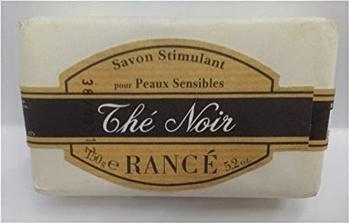 Savon Stimulant
pour Peaux Sensibles
Thé Noir
150g e RANCÉ 5.2 oz.